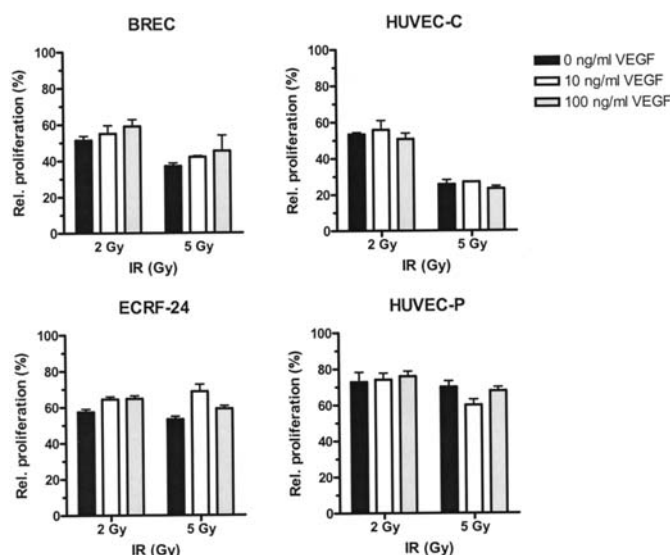 BREC
Rel. proliferation (%)
100
80
60
40
20
0
2 Gy
5 Gy
IR (Gy)
HUVEC-C
Rel. proliferation (%)
100
80
60
40
20
0
2 Gy
5 Gy
IR (Gy)
0 ng/ml VEGF
10 ng/ml VEGF
100 ng/ml VEGF
ECRF-24
Rel. proliferation (%)
100
80
60
40
20
0
2 Gy
5 Gy
IR (Gy)
HUVEC-P
Rel. proliferation (%)
100
80
60
40
20
0
2 Gy
5 Gy
IR (Gy)